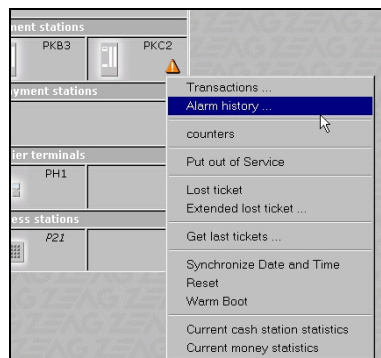 ment stations
PKB3
PKC2
yment stations
ier terminals
PH1
ess stations
P21
Transactions ...
Alarm history ...
counters
Put out of Service
Lost ticket
Extended lost ticket ...
Get last tickets ...
Synchronize Date and Time
Reset
Warm Boot
Current cash station statistics
Current money statistics